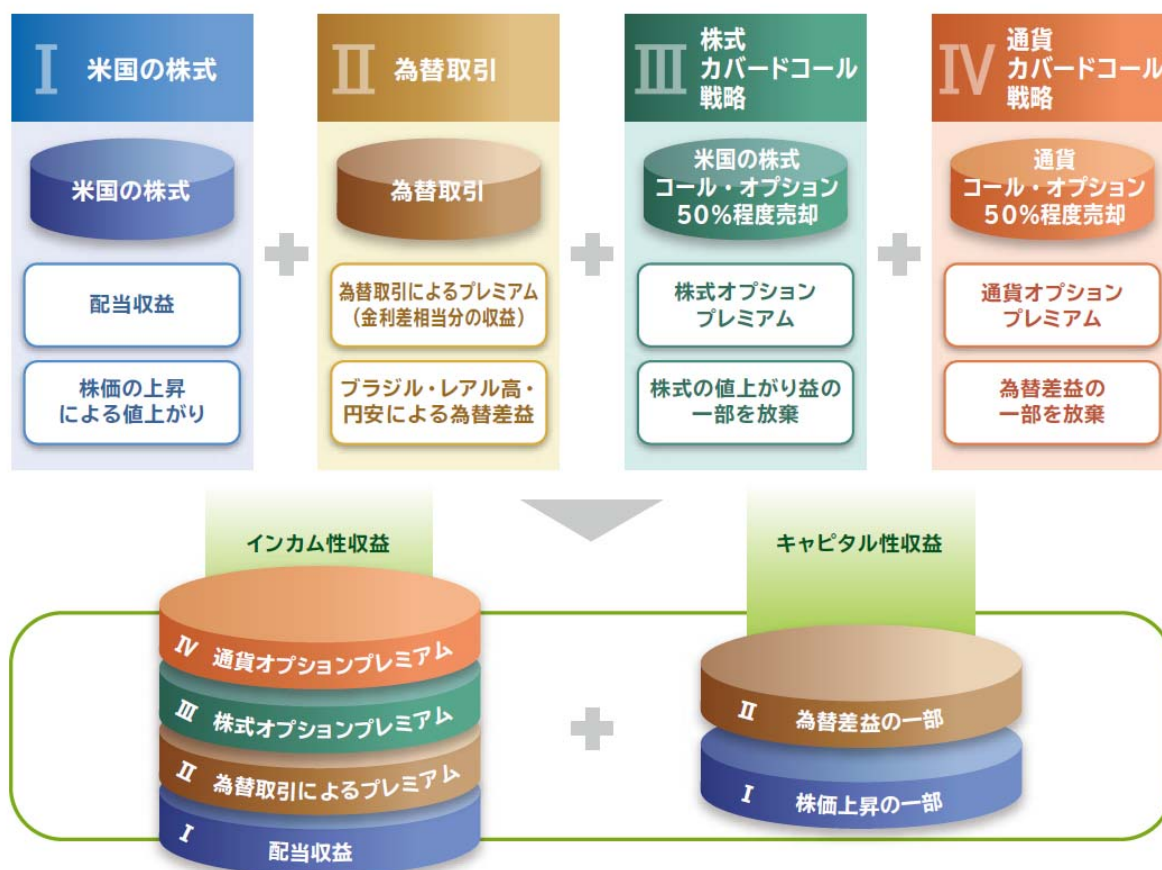 I 米国の株式
II 為替取引
III 株式
カバードコール
戦略
IV 通貨
カバードコール
戦略
米国の株式
為替取引
米国の株式
コール・オプション
50%程度売却
通貨
コール・オプション
50%程度売却
配当収益
為替取引によるプレミアム
(金利差相当分の収益)
株式オプション
プレミアム
通貨オプション
プレミアム
株価の上昇
による値上がり
ブラジル・レアル高・
円安による為替差益
株式の値上がり益の
一部を放棄
為替差益の
一部を放棄
インカム性収益
IV 通貨オプションプレミアム
III 株式オプションプレミアム
II 為替取引によるプレミアム
I 配当収益
キャピタル性収益
II 為替差益の一部
I 株価上昇の一部